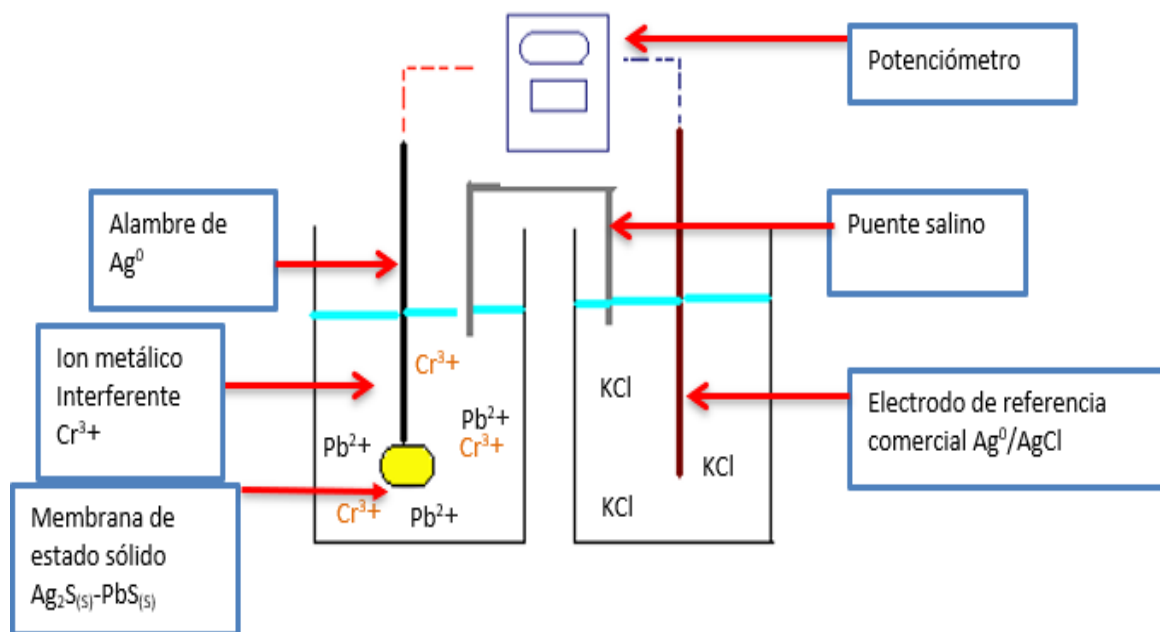 Potenciómetro
Alambre de
Ag⁰
Puente salino
Ion metálico
Interferente
Cr³+
Electrodo de referencia
comercial Ag⁰/AgCl
Membrana de
estado sólido
Ag₂S₍S₎-PbS₍S₎
Cr³+
Pb²+
Cr³+
Pb²+
Cr³+
Pb²+
KCl
KCl
KCl